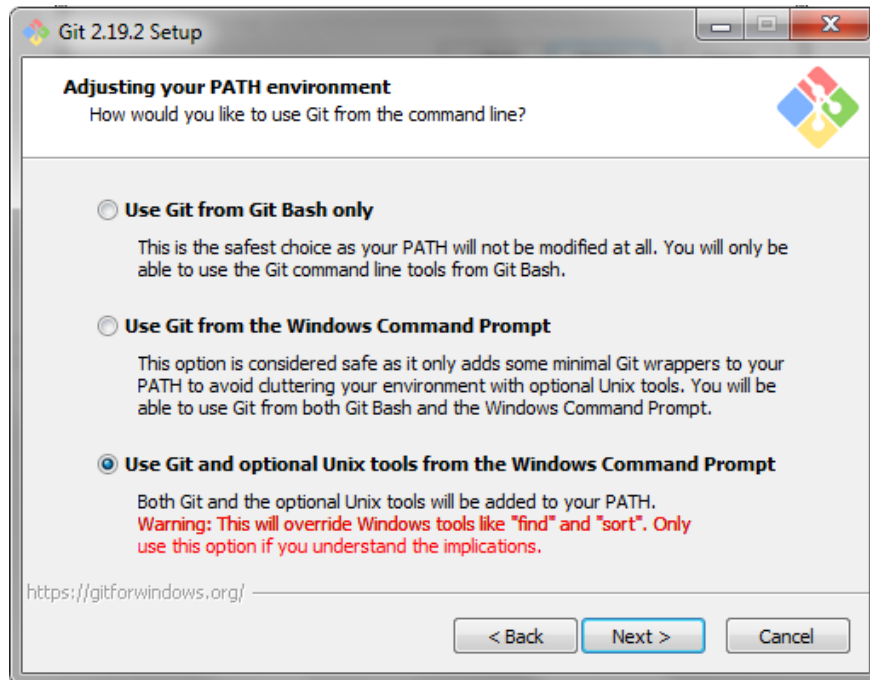 Git 2.19.2 Setup
Adjusting your PATH environment
How would you like to use Git from the command line?
Use Git from Git Bash only
This is the safest choice as your PATH will not be modified at all. You will only be
able to use the Git command line tools from Git Bash.
Use Git from the Windows Command Prompt
This option is considered safe as it only adds some minimal Git wrappers to your
PATH to avoid cluttering your environment with optional Unix tools. You will be
able to use Git from both Git Bash and the Windows Command Prompt.
Use Git and optional Unix tools from the Windows Command Prompt
Both Git and the optional Unix tools will be added to your PATH.
Warning: This will override Windows tools like "find" and "sort". Only
use this option if you understand the implications.
https://gitforwindows.org/
< Back Next > Cancel